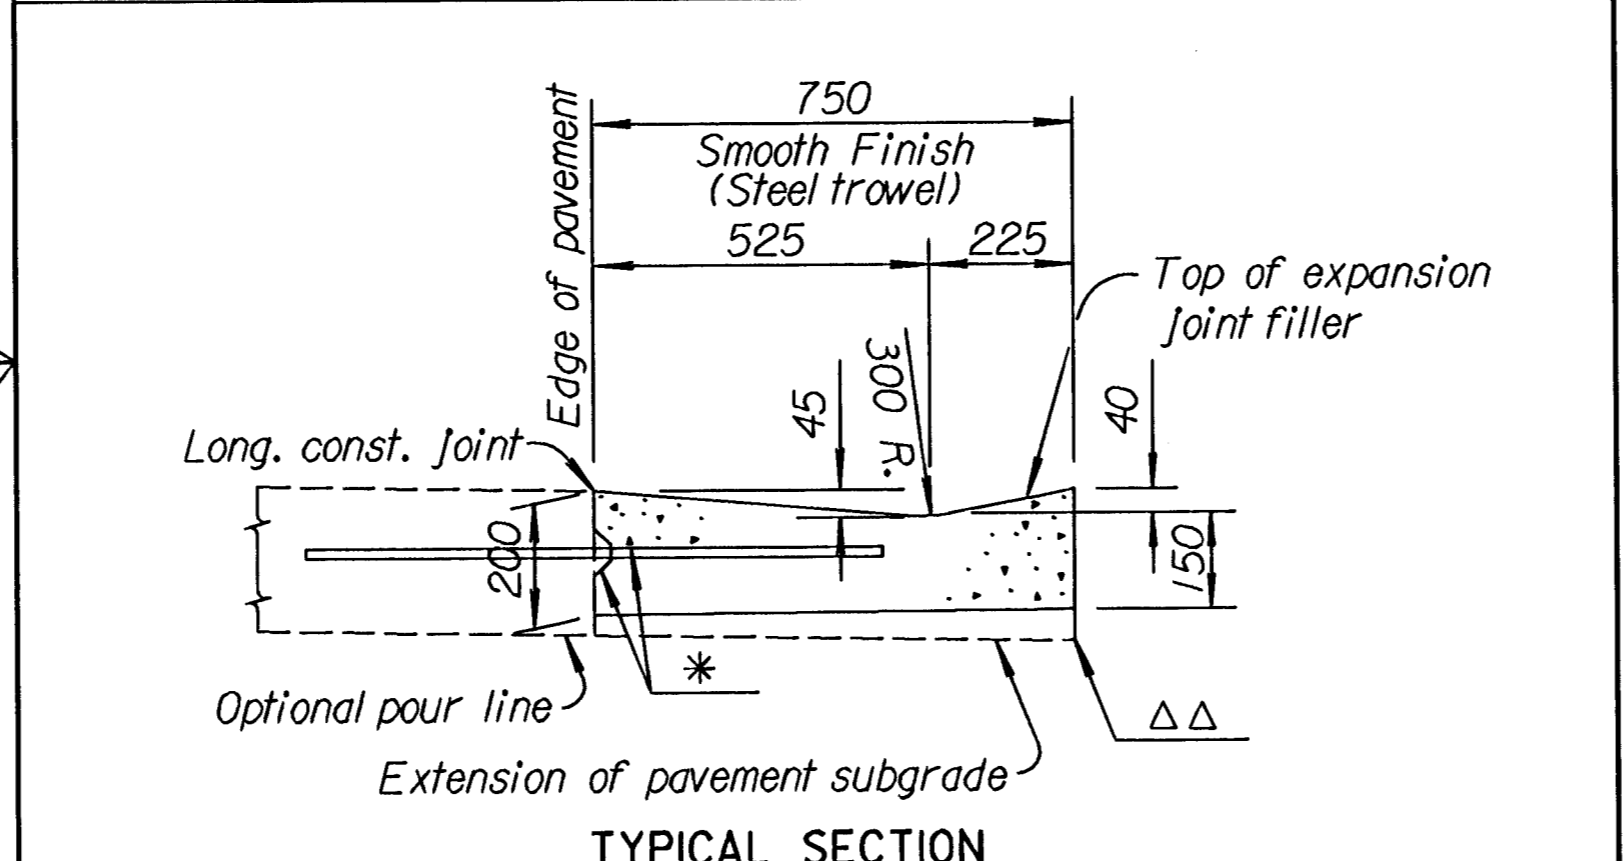 750
Smooth Finish
(Steel trowel)
525
225
Edge of pavement
Top of expansion
joint filler
300 R.
45
40
Long. const. joint
200
150
*
Optional pour line
△ △
Extension of pavement subgrade
TYPICAL SECTION